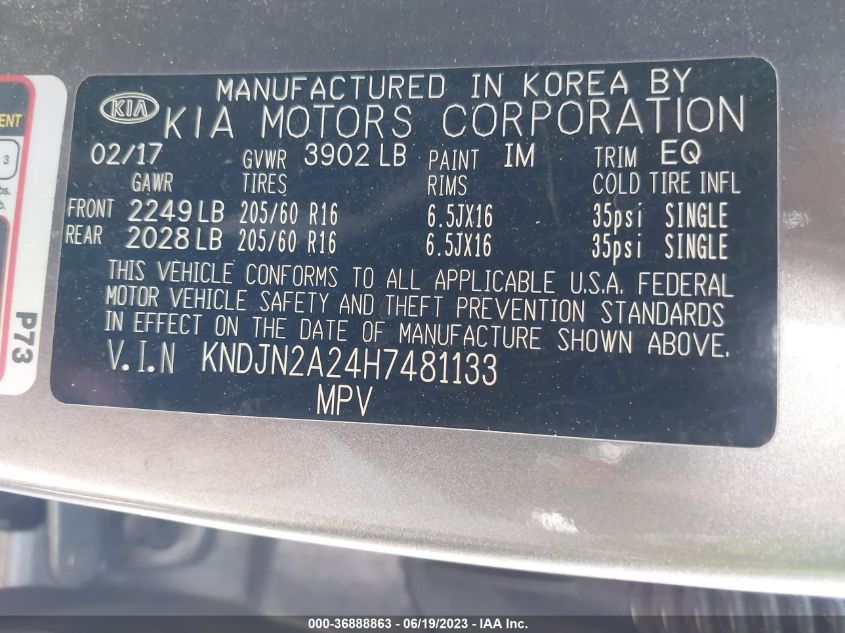 MANUFACTURED IN KOREA BY
KIA
KIA MOTORS CORPORATION
02/17 GVWR 3902 LB PAINT IM TRIM EQ
GAWR TIRES RIMS COLD TIRE INFL
FRONT 2249 LB 205/60 R16 6.5JX16 35psi SINGLE
REAR 2028 LB 205/60 R16 6.5JX16 35psi SINGLE
THIS VEHICLE CONFORMS TO ALL APPLICABLE U.S.A. FEDERAL
MOTOR VEHICLE SAFETY AND THEFT PREVENTION STANDARDS
IN EFFECT ON THE DATE OF MANUFACTURE SHOWN ABOVE.
V.I.N KNDJN2A24H7481133
MPV
ENT
3
s.
b.
P73
000-36888863 / 06/19/2023 - IAAI, Inc.